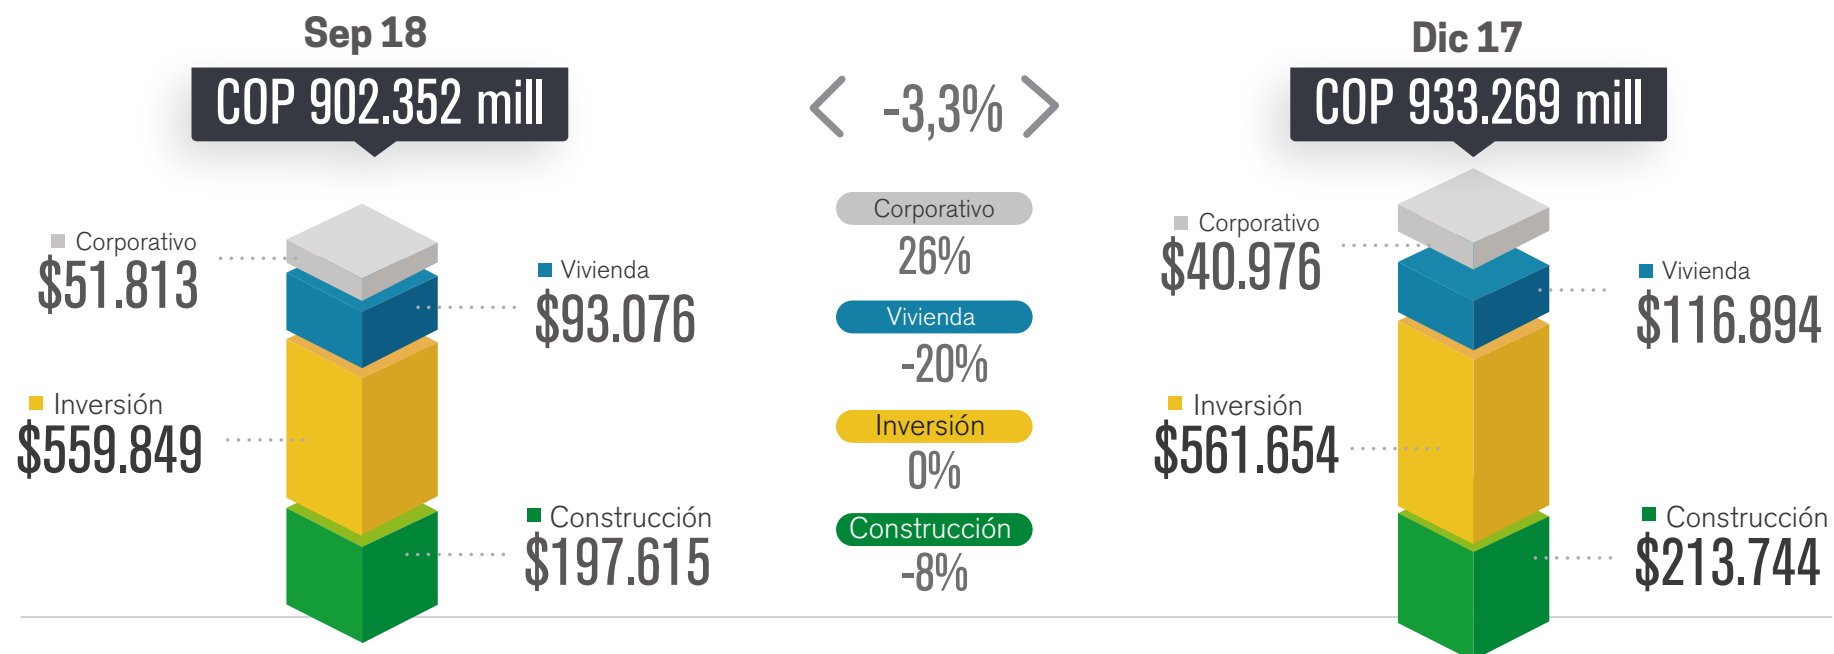 Sep 18
COP 902.352 mill
Corporativo
$51.813
Vivienda
$93.076
Inversión
$559.849
Construcción
$197.615
-3,3%
Corporativo
26%
Vivienda
-20%
Inversión
0%
Construcción
-8%
Dic 17
COP 933.269 mill
Corporativo
$40.976
Vivienda
$116.894
Inversión
$561.654
Construcción
$213.744